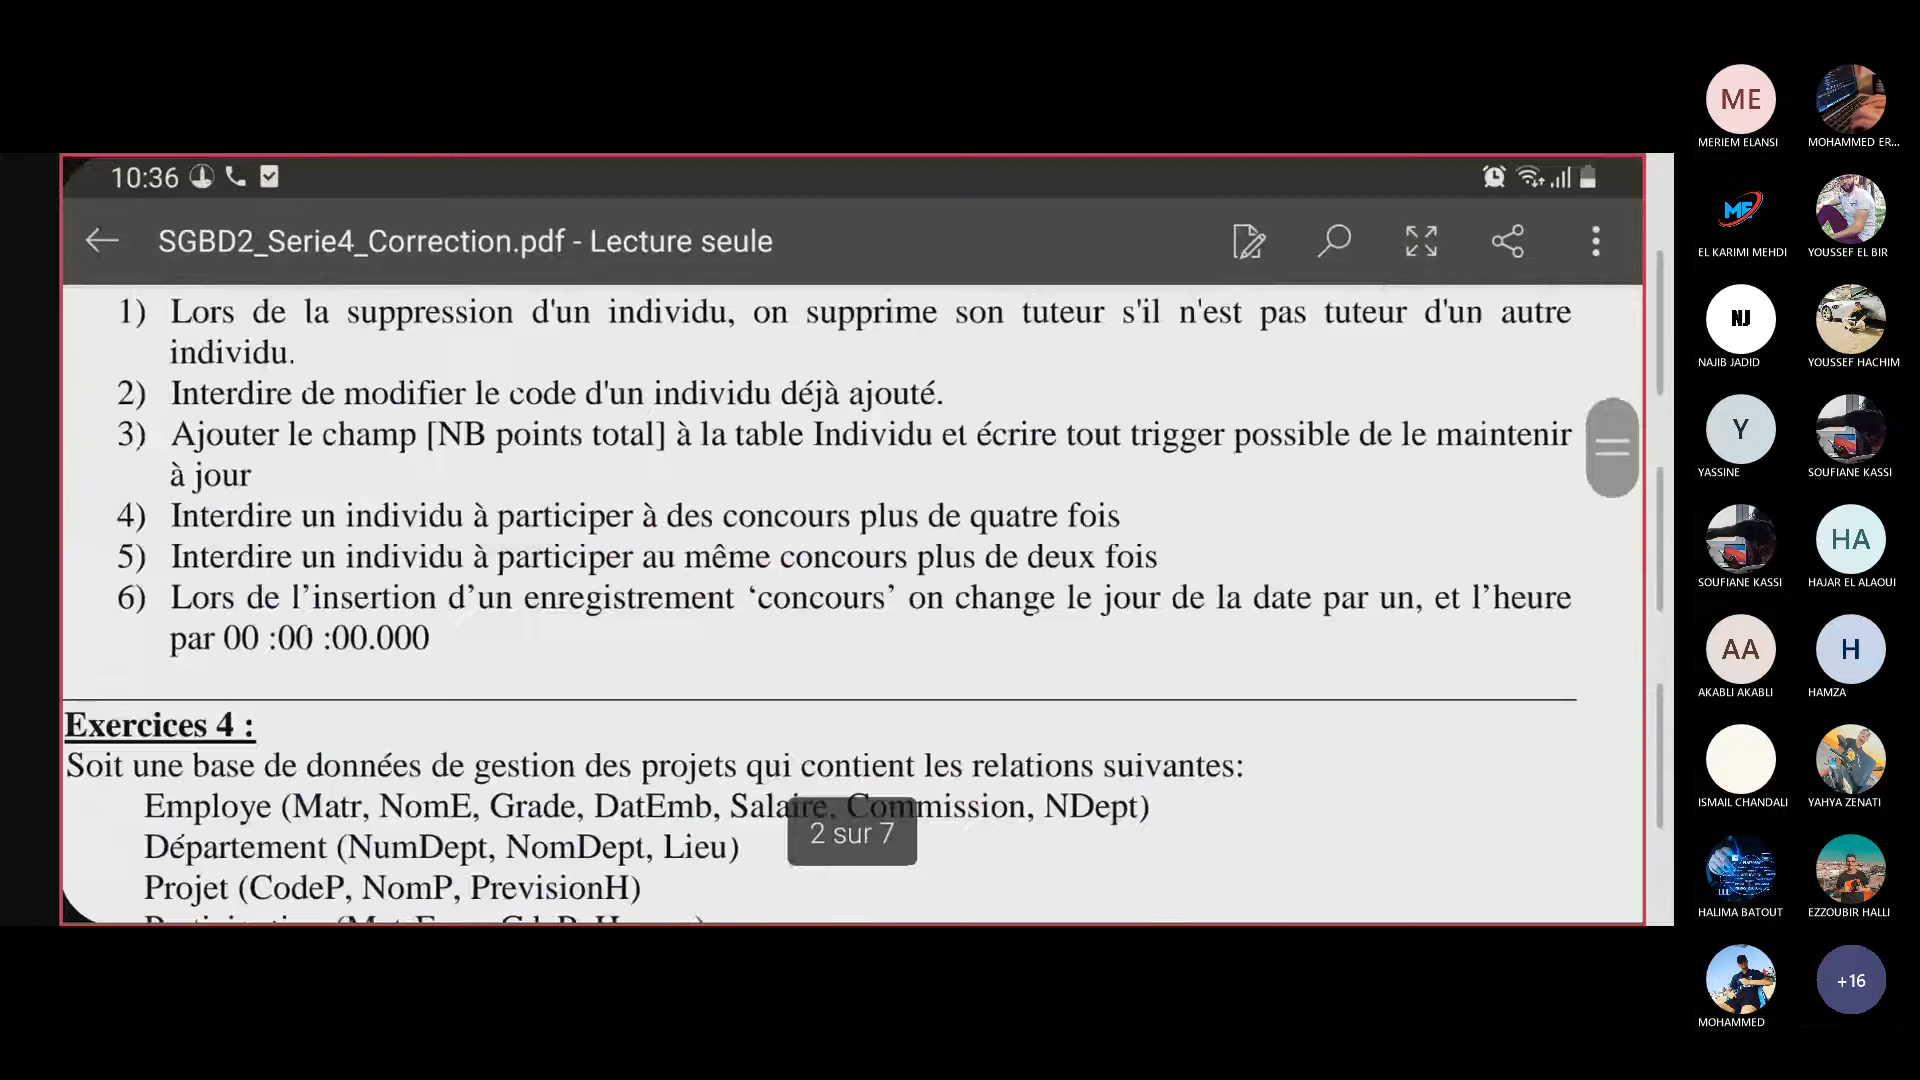 10:36
SGBD2_Serie4_Correction.pdf - Lecture seule
1) Lors de la suppression d'un individu, on supprime son tuteur s'il n'est pas tuteur d'un autre
individu.
2) Interdire de modifier le code d'un individu déjà ajouté.
3) Ajouter le champ [NB points total] à la table Individu et écrire tout trigger possible de le maintenir
à jour
4) Interdire un individu à participer à des concours plus de quatre fois
5) Interdire un individu à participer au même concours plus de deux fois
6) Lors de l’insertion d’un enregistrement ‘concours’ on change le jour de la date par un, et l’heure
par 00 :00 :00.000
Exercices 4 :
Soit une base de données de gestion des projets qui contient les relations suivantes:
Employe (Matr, NomE, Grade, DatEmb, Salaire, Commission, NDept)
Département (NumDept, NomDept, Lieu)
2 sur 7
Projet (CodeP, NomP, PrevisionH)
ME
MERIEM ELANSI
MOHAMMED ER...
ME
EL KARIMI MEHDI
YOUSSEF EL BIR
NJ
NAJIB JADID
YOUSSEF HACHIM
Y
YASSINE
SOUFIANE KASSI
SOUFIANE KASSI
HA
HAJAR EL ALAOUI
AA
AKABLI AKABLI
H
HAMZA
ISMAIL CHANDALI
YAHYA ZENATI
HALIMA BATOUT
EZZOUBIR HALLI
MOHAMMED
+16